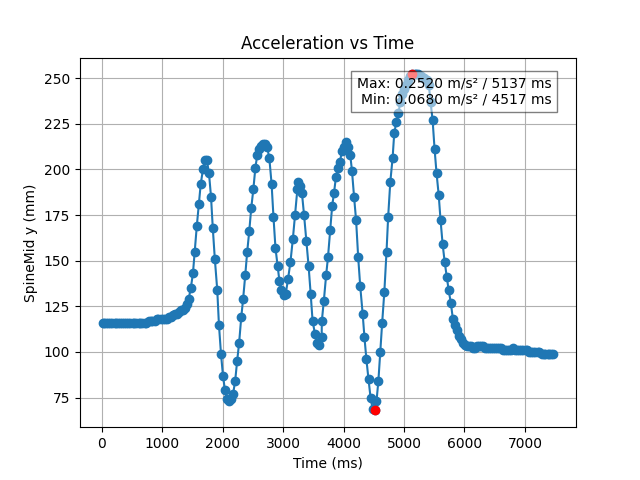 Acceleration vs Time
Max: 0.2520 m/s² / 5137 ms
Min: 0.0680 m/s² / 4517 ms
SpineMid y (mm)
250
225
200
175
150
125
100
75
0 1000 2000 3000 4000 5000 6000 7000
Time (ms)